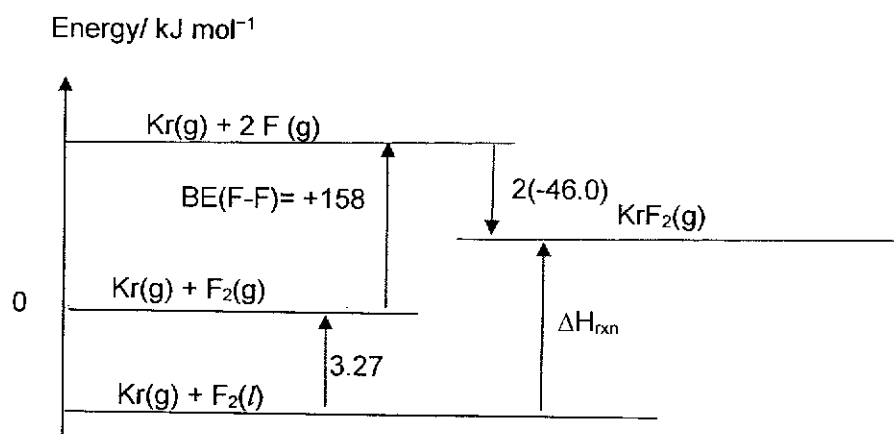 Energy/ kJ mol⁻¹
Kr(g) + 2 F (g)
BE(F-F)= +158
2(-46.0)
KrF₂(g)
0
Kr(g) + F₂(g)
ΔHᵣₓₙ
3.27
Kr(g) + F₂(l)